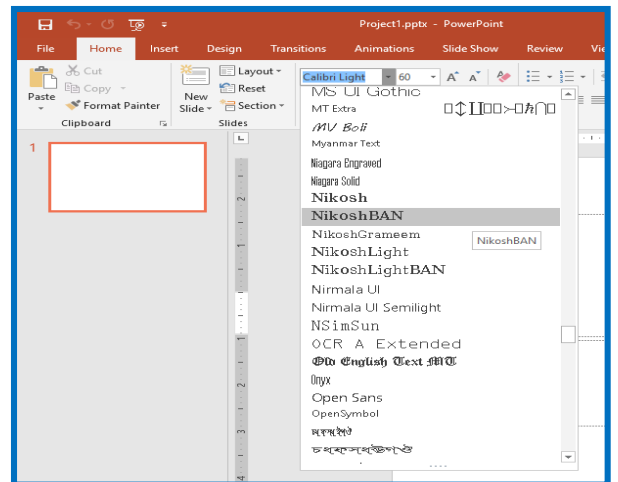 Project1.pptx - PowerPoint
File Home Insert Design Transitions Animations Slide Show Review Vie
Paste
Cut
Copy
Format Painter
Clipboard
New Slide
Layout
Reset
Section
Slides
Calibri Light 60
MS UI Gothic
MT Extra
MV Boli
Myanmar Text
Niagara Engraved
Niagara Solid
Nikosh
NikoshBAN
NikoshGrameem
NikoshBAN
NikoshLight
NikoshLightBAN
Nirmala UI
Nirmala UI Semilight
NSimSun
OCR A Extended
Old English Text MT
Onyx
Open Sans
OpenSymbol
1